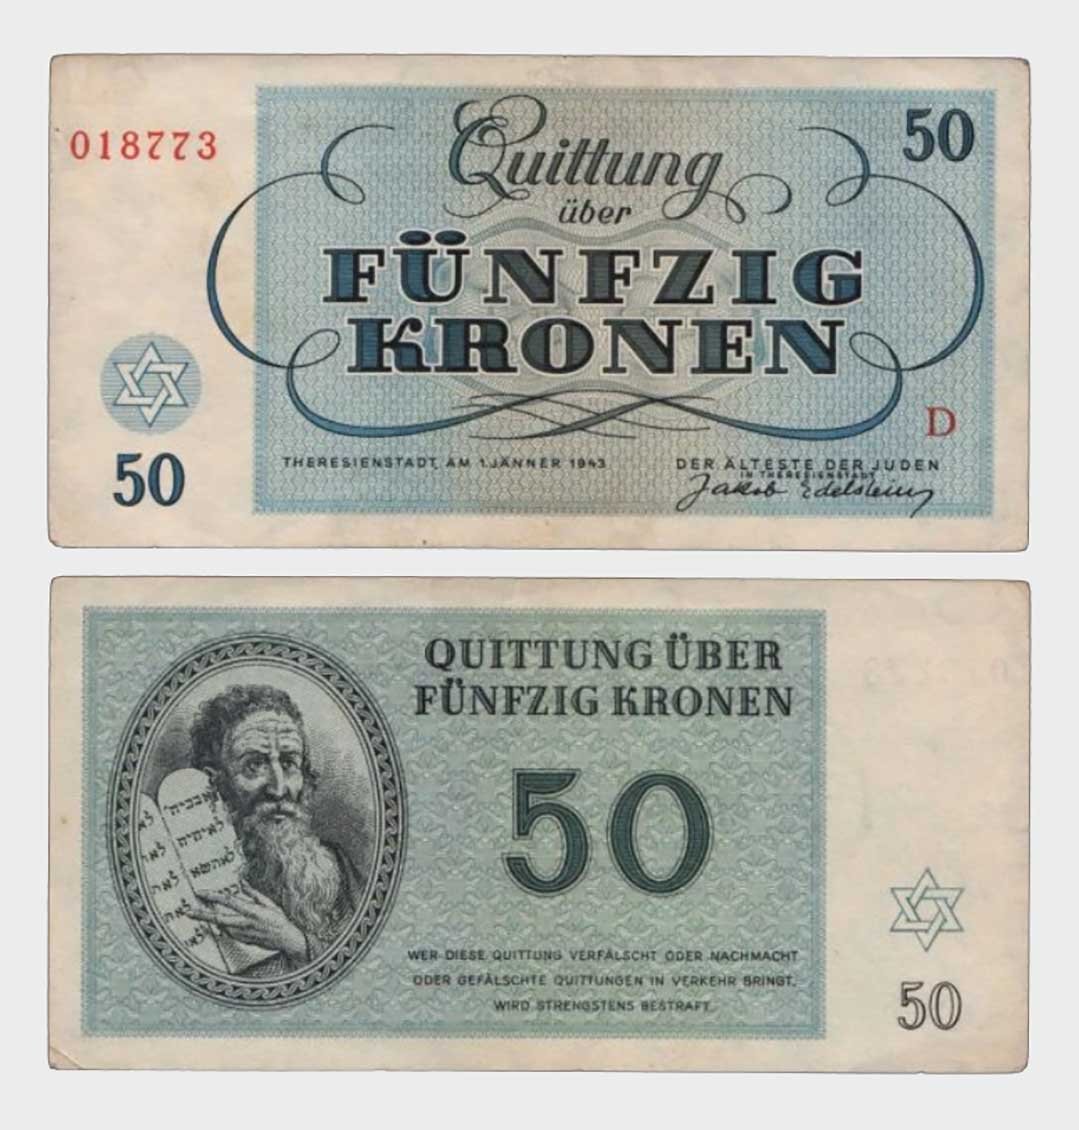 018773
50
Quittung
über
FÜNFZIG
KRONEN
D
50
THERESIENSTADT, AM 1. JÄNNER 1943
DER ÄLTESTE DER JUDEN
IN THERESIENSTADT
Jakob Edelstein
QUITTUNG ÜBER
FÜNFZIG KRONEN
50
WER DIESE QUITTUNG VERFÄLSCHT ODER NACHMACHT
ODER GEFÄLSCHTE QUITTUNGEN IN VERKEHR BRINGT,
WIRD STRENGSTENS BESTRAFT.
50